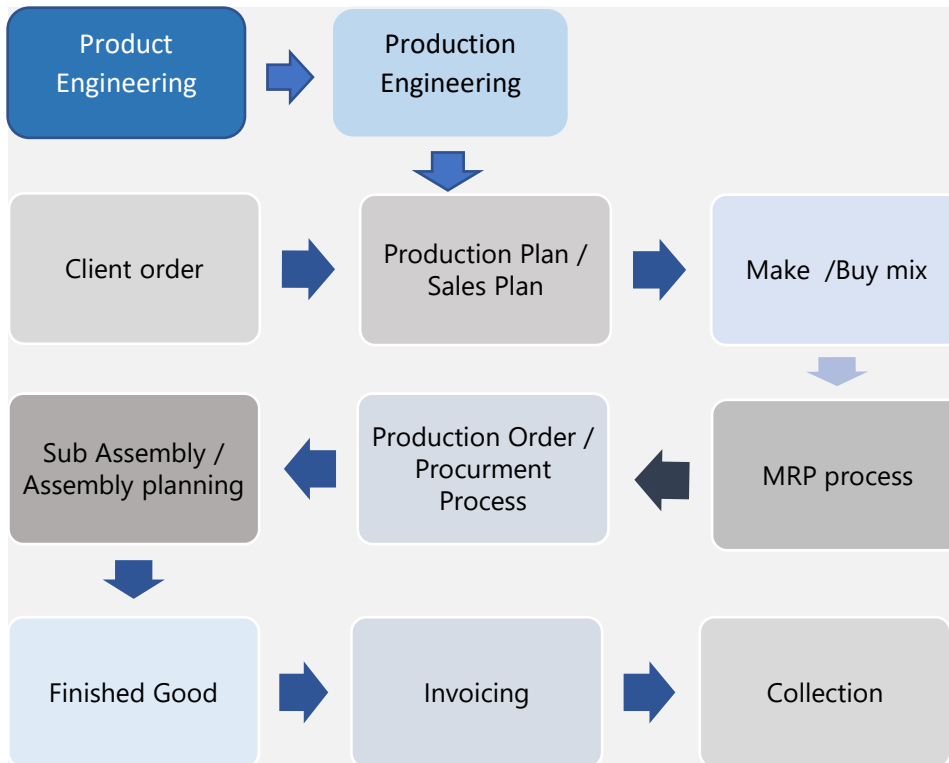 Product
Engineering
Production
Engineering
Client order
Production Plan /
Sales Plan
Make /Buy mix
Sub Assembly /
Assembly planning
Production Order /
Procurment
Process
MRP process
Finished Good
Invoicing
Collection